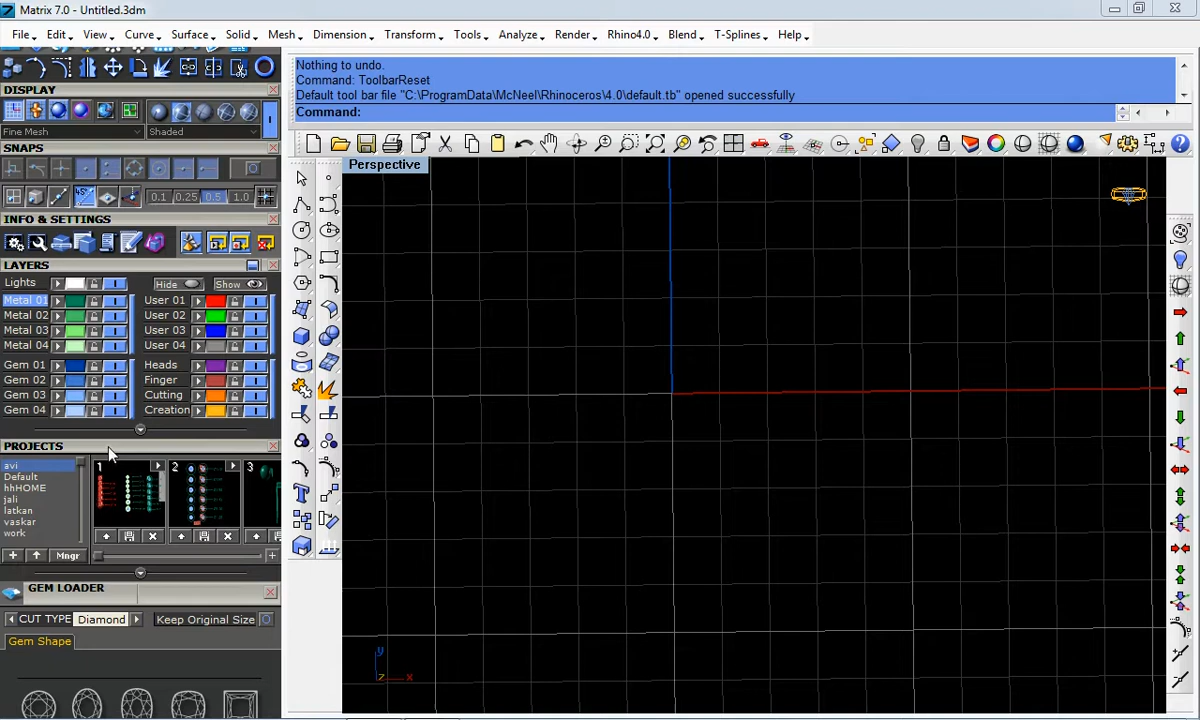 Matrix 7.0 - Untitled.3dm
File Edit View Curve Surface Solid Mesh Dimension Transform Tools Analyze Render Rhino4.0 Blend T-Splines Help
Nothing to undo.
Command: ToolbarReset
Default tool bar file "C:\ProgramData\McNeel\Rhinoceros\4.0\default.tb" opened successfully
Command:
DISPLAY
Fine Mesh Shaded
SNAPS
45° 0.1 0.25 0.5 1.0
INFO & SETTINGS
LAYERS
Lights Hide Show
Metal 01 User 01
Metal 02 User 02
Metal 03 User 03
Metal 04 User 04
Gem 01 Heads
Gem 02 Finger
Gem 03 Cutting
Gem 04 Creation
PROJECTS
avi
Default
hhHOME
jali
latkan
vaskar
work
1 2 3
Mngr
GEM LOADER
CUT TYPE Diamond Keep Original Size
Gem Shape
Perspective
y
z x